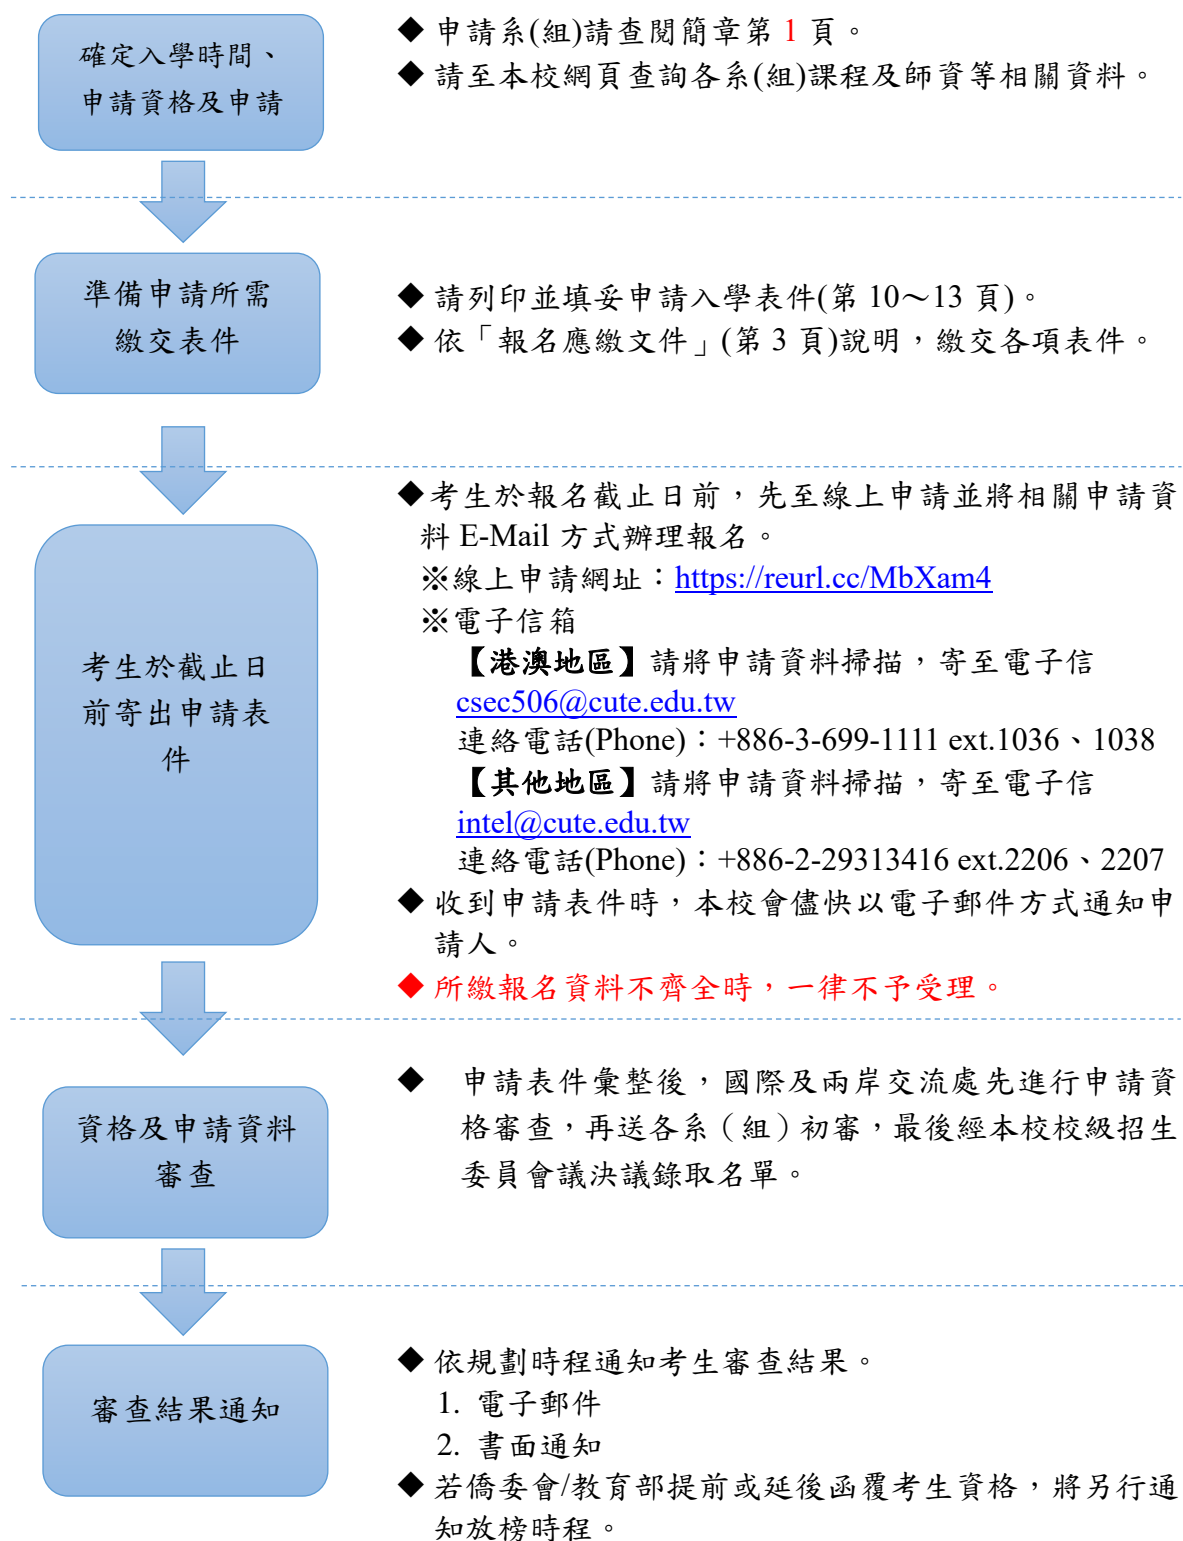 確定入學時間、
申請資格及申請
◆ 申請系(組)請查閱簡章第 1 頁。
◆ 請至本校網頁查詢各系(組)課程及師資等相關資料。
準備申請所需
繳交表件
◆ 請列印並填妥申請入學表件(第 10～13 頁)。
◆ 依「報名應繳文件」(第 3 頁)說明，繳交各項表件。
考生於截止日
前寄出申請表
件
◆考生於報名截止日前，先至線上申請並將相關申請資
料 E-Mail 方式辦理報名。
※線上申請網址：https://reurl.cc/MbXam4
※電子信箱
【港澳地區】請將申請資料掃描，寄至電子信
csec506@cute.edu.tw
連絡電話(Phone)：+886-3-699-1111 ext.1036、1038
【其他地區】請將申請資料掃描，寄至電子信
intel@cute.edu.tw
連絡電話(Phone)：+886-2-29313416 ext.2206、2207
◆ 收到申請表件時，本校會儘快以電子郵件方式通知申
請人。
◆ 所繳報名資料不齊全時，一律不予受理。
資格及申請資料
審查
◆ 申請表件彙整後，國際及兩岸交流處先進行申請資
格審查，再送各系（組）初審，最後經本校校級招生
委員會議決議錄取名單。
審查結果通知
◆ 依規劃時程通知考生審查結果。
1. 電子郵件
2. 書面通知
◆ 若僑委會/教育部提前或延後函覆考生資格，將另行通
知放榜時程。